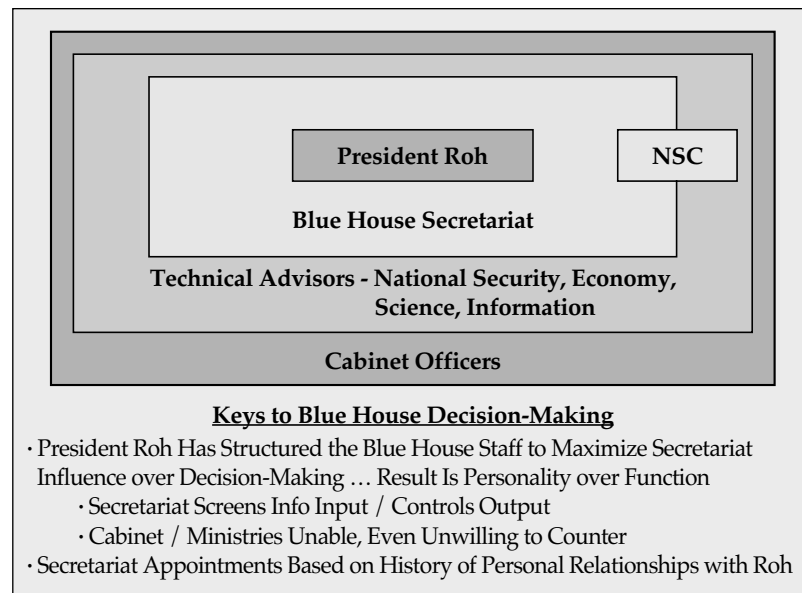 President Roh
NSC
Blue House Secretariat
Technical Advisors - National Security, Economy,
Science, Information
Cabinet Officers
Keys to Blue House Decision-Making
· President Roh Has Structured the Blue House Staff to Maximize Secretariat
Influence over Decision-Making … Result Is Personality over Function
· Secretariat Screens Info Input / Controls Output
· Cabinet / Ministries Unable, Even Unwilling to Counter
· Secretariat Appointments Based on History of Personal Relationships with Roh